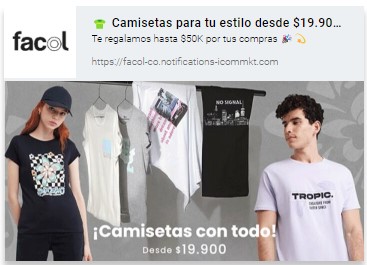 facol
👕 Camisetas para tu estilo desde $19.90...
Te regalamos hasta $50K por tus compras 🎉 💫
https://facol-co.notifications-icommkt.com
NO SIGNAL
TROPIC.
¡Camisetas con todo!
Desde $19.900